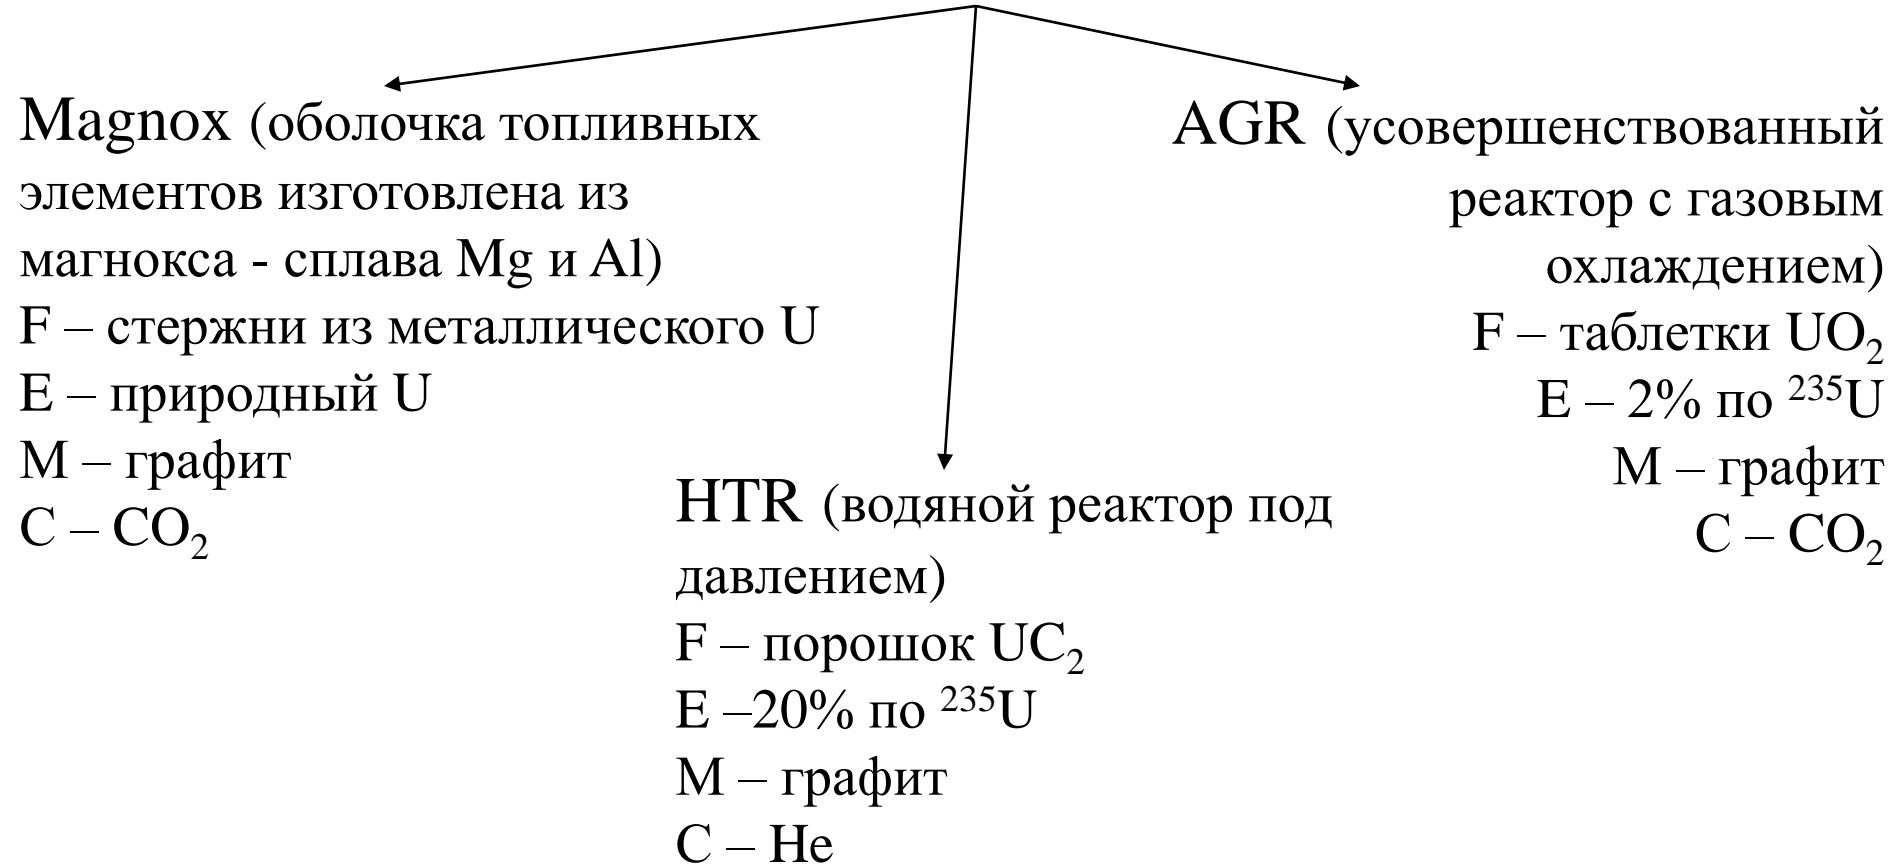 Magnox (оболочка топливных
элементов изготовлена из
магнокса - сплава Mg и Al)
F – стержни из металлического U
E – природный U
M – графит
C – CO₂
HTR (водяной реактор под
давлением)
F – порошок UC₂
E –20% по ²³⁵U
M – графит
C – He
AGR (усовершенствованный
реактор с газовым
охлаждением)
F – таблетки UO₂
E – 2% по ²³⁵U
M – графит
C – CO₂